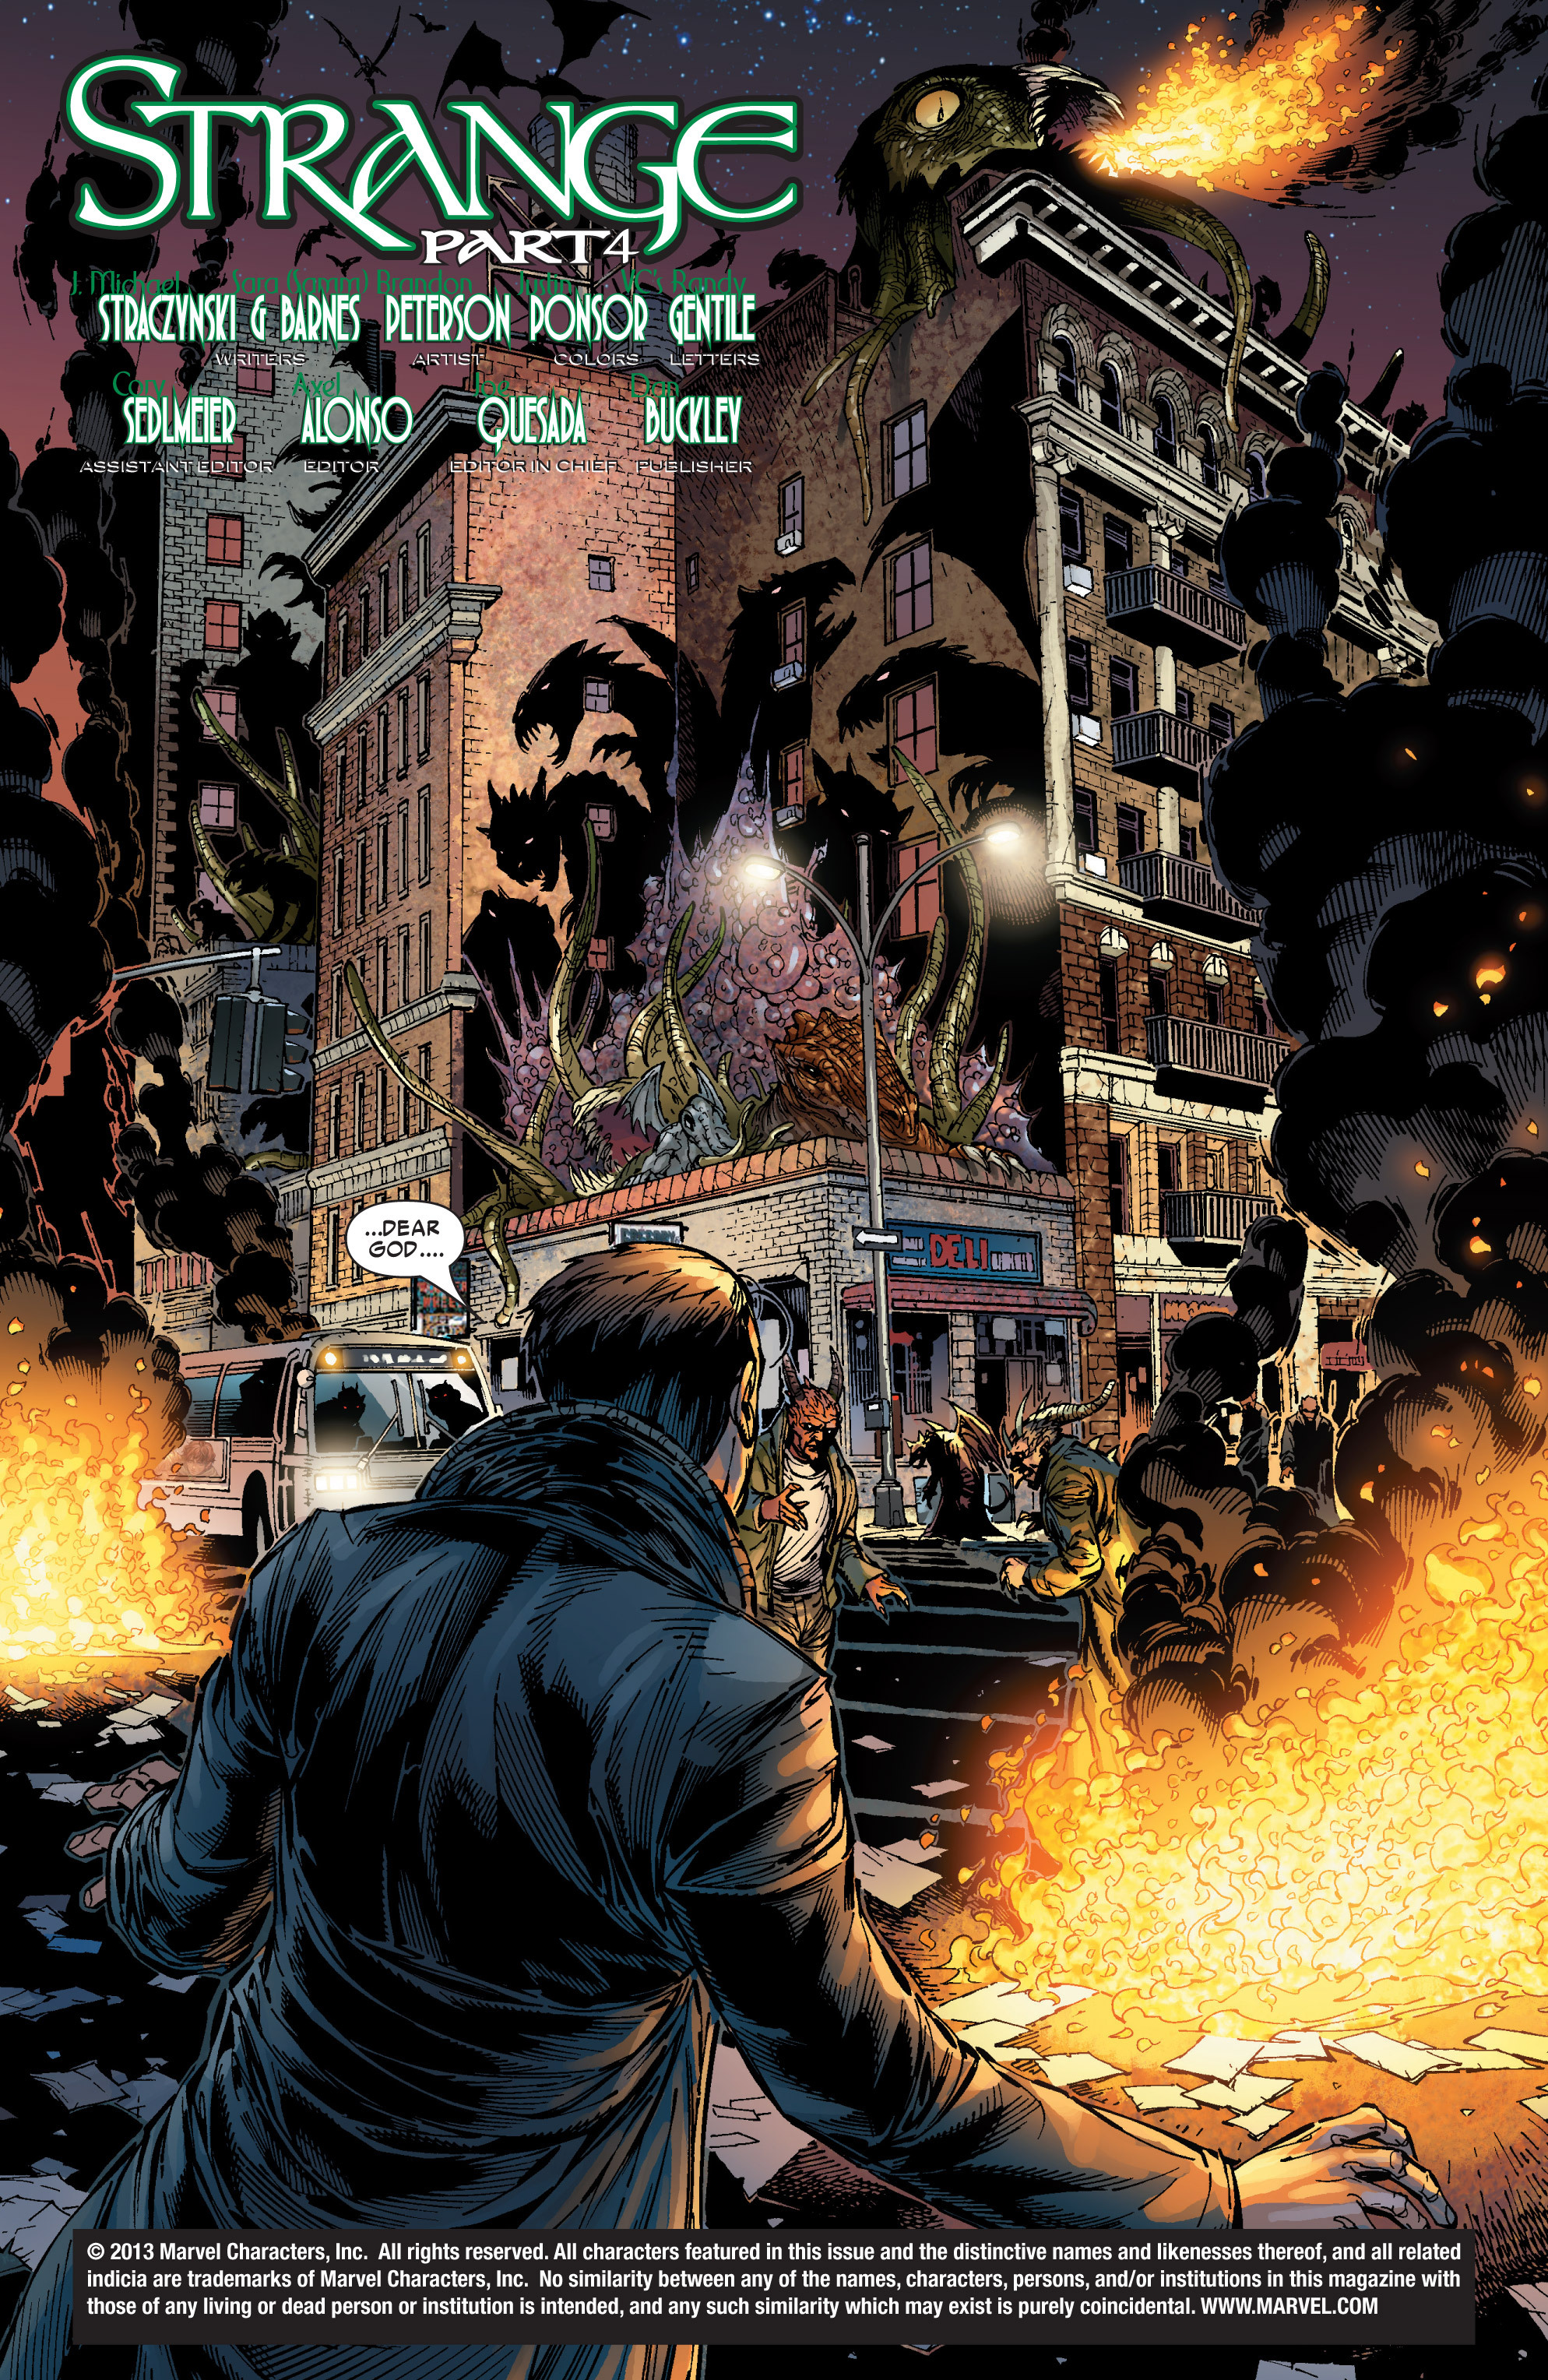 STRANGE
PART 4
J. Michael Sara (Samm) Brandon Justin VC's Randy
STRACZYNSKI & BARNES PETERSON PONSOR GENTILE
WRITERS ARTIST COLORS LETTERS
Cory Axel Joe Dan
SEDLMEIER ALONSO QUESADA BUCKLEY
ASSISTANT EDITOR EDITOR EDITOR IN CHIEF PUBLISHER
...DEAR
GOD....
DELI
© 2013 Marvel Characters, Inc. All rights reserved. All characters featured in this issue and the distinctive names and likenesses thereof, and all related
indicia are trademarks of Marvel Characters, Inc. No similarity between any of the names, characters, persons, and/or institutions in this magazine with
those of any living or dead person or institution is intended, and any such similarity which may exist is purely coincidental. WWW.MARVEL.COM